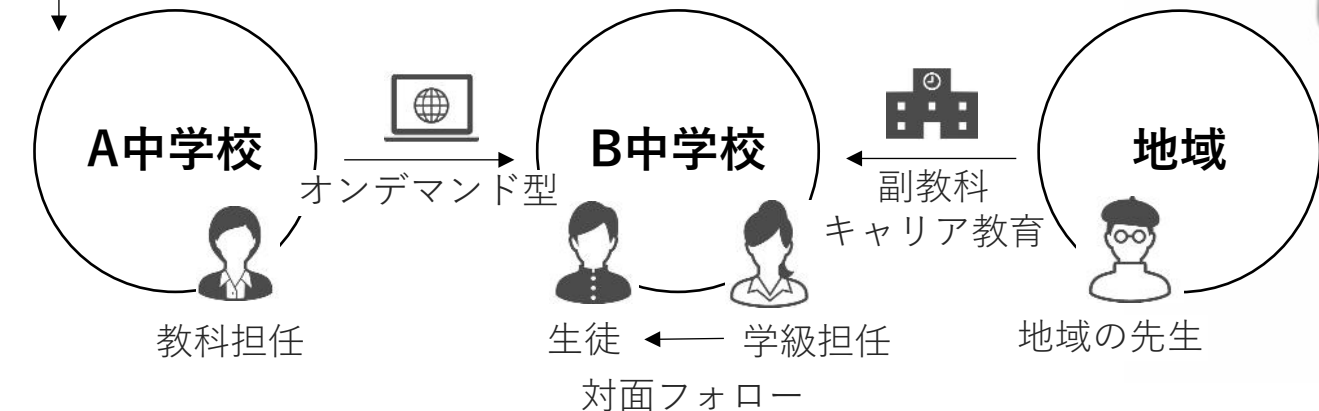 A中学校
オンデマンド型
B中学校
副教科
キャリア教育
地域
教科担任
生徒
学級担任
対面フォロー
地域の先生